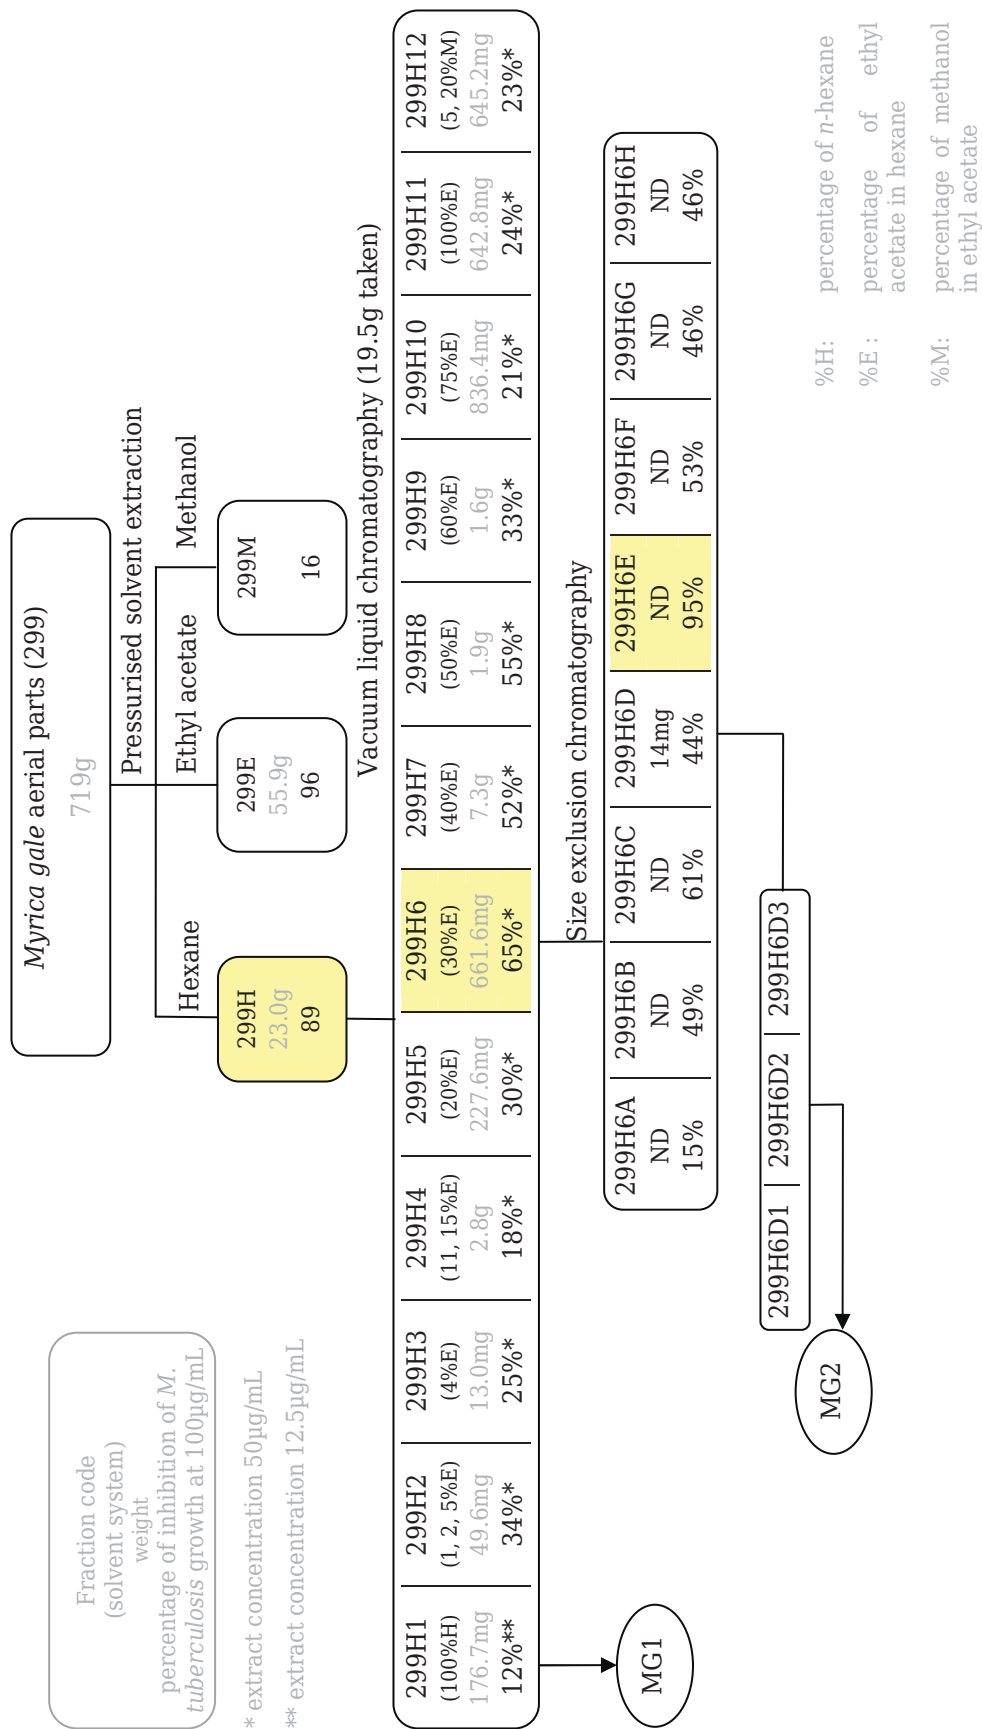 Myrica gale aerial parts (299)
719g
Pressurised solvent extraction
Hexane
Ethyl acetate
Methanol
299H
23.0g
89
299E
55.9g
96
299M
16
Vacuum liquid chromatography (19.5g taken)
299H1
(100%H)
176.7mg
12%**
299H2
(1, 2, 5%E)
49.6mg
34%*
299H3
(4%E)
13.0mg
25%*
299H4
(11, 15%E)
2.8g
18%*
299H5
(20%E)
227.6mg
30%*
299H6
(30%E)
661.6mg
65%*
299H7
(40%E)
7.3g
52%*
299H8
(50%E)
1.9g
55%*
299H9
(60%E)
1.6g
33%*
299H10
(75%E)
836.4mg
21%*
299H11
(100%E)
642.8mg
24%*
299H12
(5, 20%M)
645.2mg
23%*
Size exclusion chromatography
299H6A
ND
15%
299H6B
ND
49%
299H6C
ND
61%
299H6D
14mg
44%
299H6E
ND
95%
299H6F
ND
53%
299H6G
ND
46%
299H6H
ND
46%
299H6D1
299H6D2
299H6D3
MG1
MG2
Fraction code
(solvent system)
weight
percentage of inhibition of M.
tuberculosis growth at 100µg/mL
* extract concentration 50µg/mL
** extract concentration 12.5µg/mL
%H: percentage of n-hexane
%E : percentage of ethyl
acetate in hexane
%M: percentage of methanol
in ethyl acetate